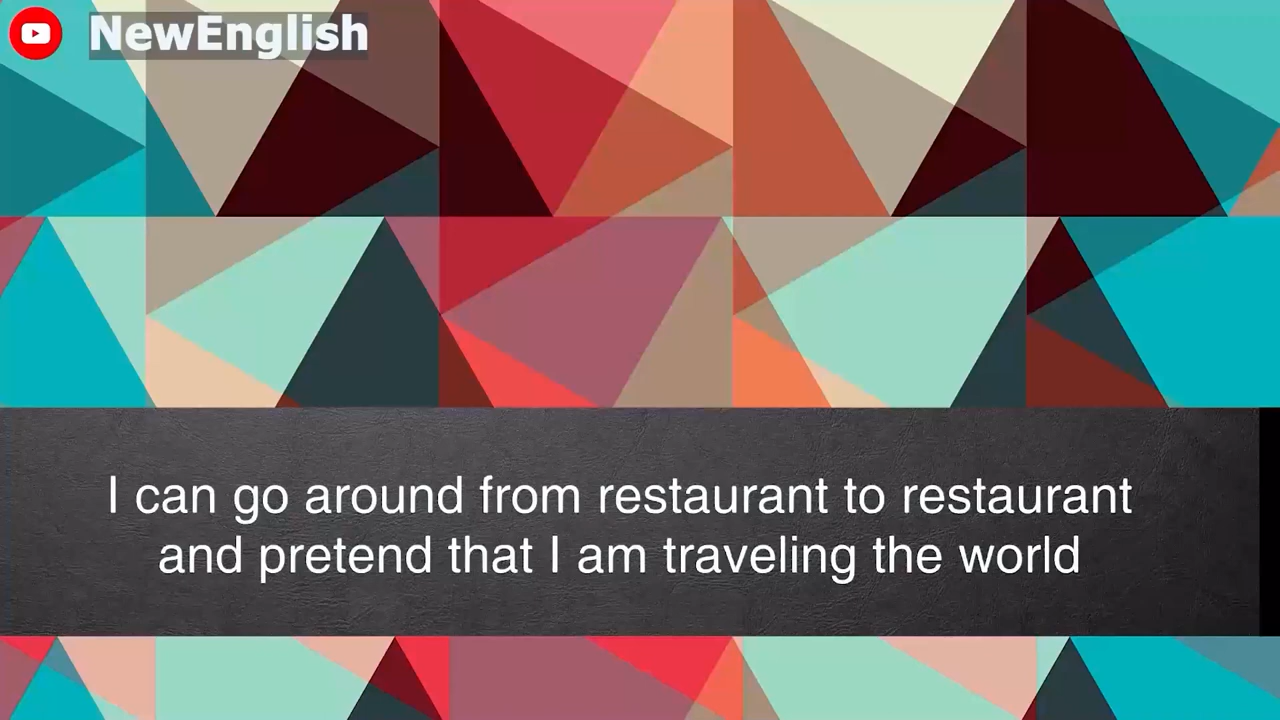 NewEnglish
I can go around from restaurant to restaurant
and pretend that I am traveling the world